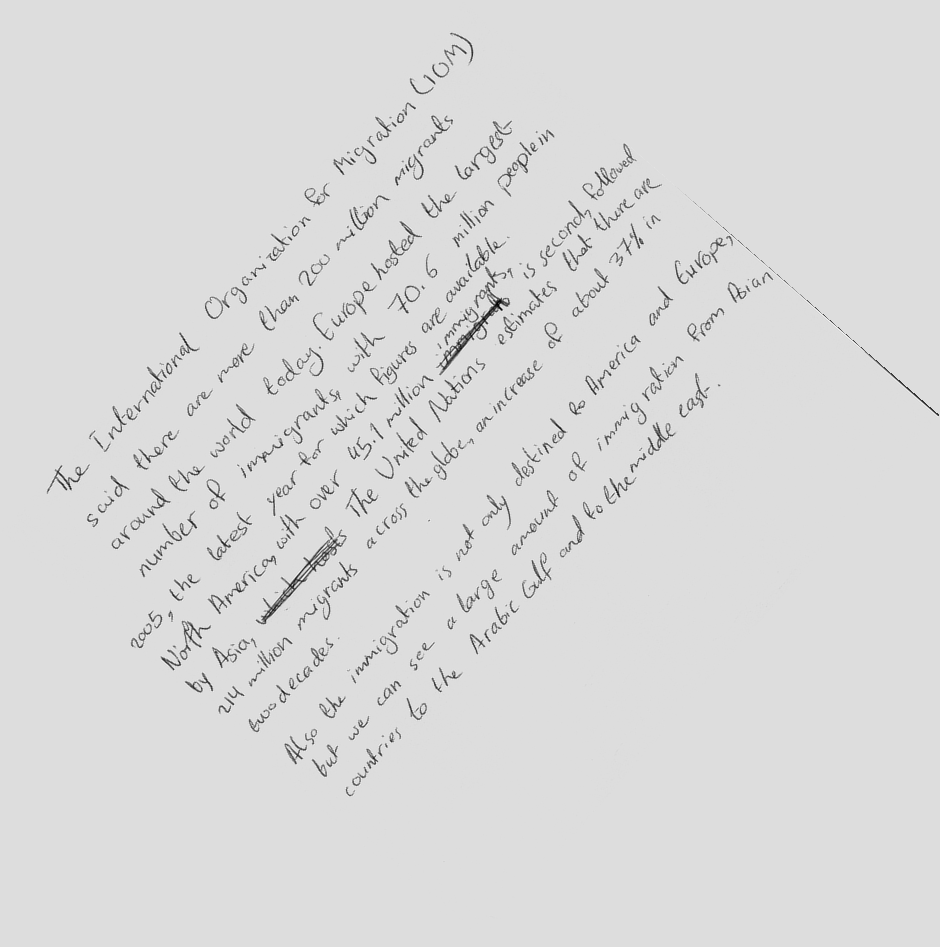 The International Organization for Migration (IOM)
said there are more than 200 million migrants
around the world today. Europe hosted the largest
number of immigrants, with 70.6 million people in
2005, the latest year for which figures are available.
North America, with over 45.1 million immigrants, is second, followed
by Asia, which hosts The United Nations estimates that there are
214 million migrants across the globe, an increase of about 37% in
two decades.
Also the immigration is not only destined to America and Europe,
but we can see a large amount of immigration from Asian
countries to the Arabic Gulf and to the middle east.